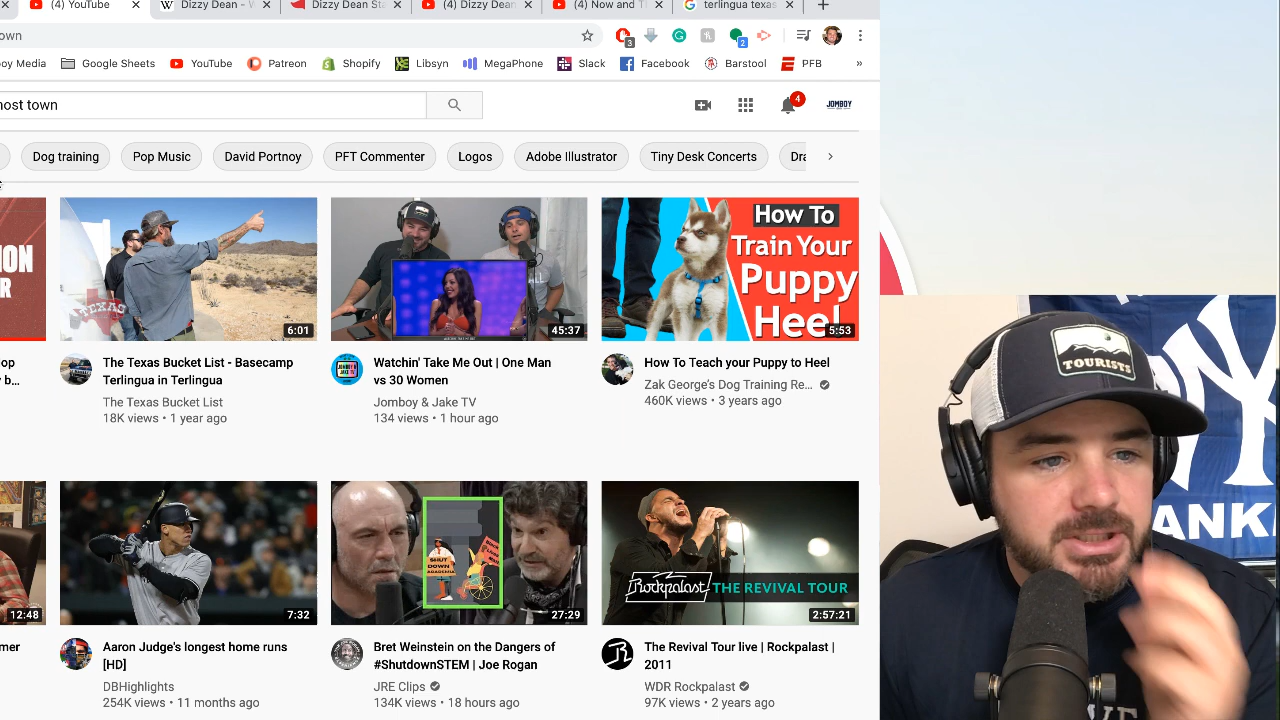 (4) YouTube
Dizzy Dean - W
Dizzy Dean Sta
(4) Dizzy Dean
(4) Now and T
terlingua texas
own
3
2
oy Media
Google Sheets
YouTube
Patreon
Shopify
Libsyn
MegaPhone
Slack
Facebook
Barstool
PFB
»
host town
4
JOMBOY
Dog training
Pop Music
David Portnoy
PFT Commenter
Logos
Adobe Illustrator
Tiny Desk Concerts
Dra
ION
R
TEXAS
6:01
45:37
How To
Train Your
Puppy
Heel
5:53
op
y b...
The Texas Bucket List - Basecamp
Terlingua in Terlingua
The Texas Bucket List
18K views • 1 year ago
Watchin' Take Me Out | One Man
vs 30 Women
Jomboy & Jake TV
134 views • 1 hour ago
How To Teach your Puppy to Heel
Zak George's Dog Training Re...
460K views • 3 years ago
12:48
7:32
SHUT
DOWN
ACADEMIA
27:29
Rockpalast THE REVIVAL TOUR
2:57:21
mer
Aaron Judge's longest home runs
[HD]
DBHighlights
254K views • 11 months ago
Bret Weinstein on the Dangers of
#ShutdownSTEM | Joe Rogan
JRE Clips
134K views • 18 hours ago
The Revival Tour live | Rockpalast |
2011
WDR Rockpalast
97K views • 2 years ago
TOURISTS
ANK